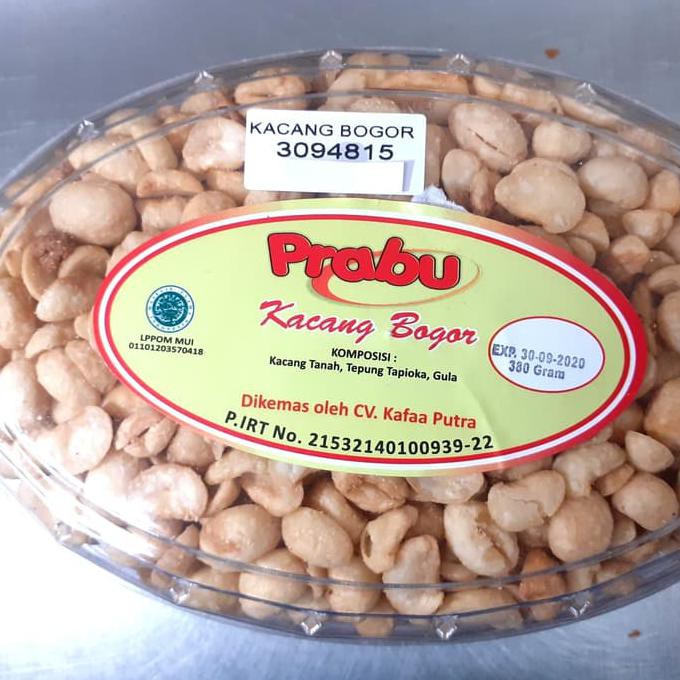 KACANG BOGOR
3094815
Prabu
Kacang Bogor
KOMPOSISI :
Kacang Tanah, Tepung Tapioka, Gula
LPPOM MUI
01101203570418
EXP. 30-09-2020
380 Gram
Dikemas oleh CV. Kafaa Putra
P.IRT No. 21532140100939-22